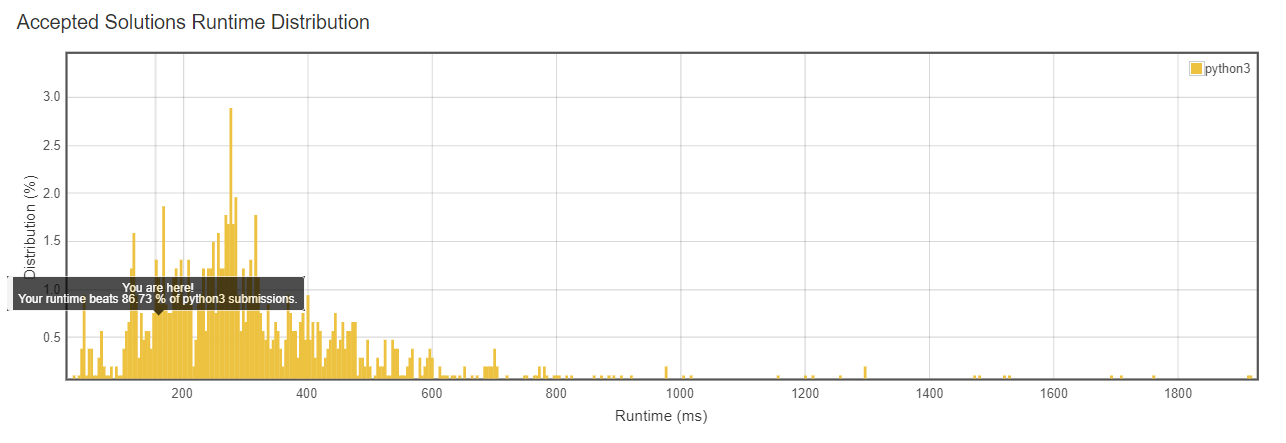 Accepted Solutions Runtime Distribution
python3
3.0
2.5
2.0
1.5
1.0
0.5
Distribution (%)
You are here!
Your runtime beats 86.73 % of python3 submissions.
200 400 600 800 1000 1200 1400 1600 1800
Runtime (ms)